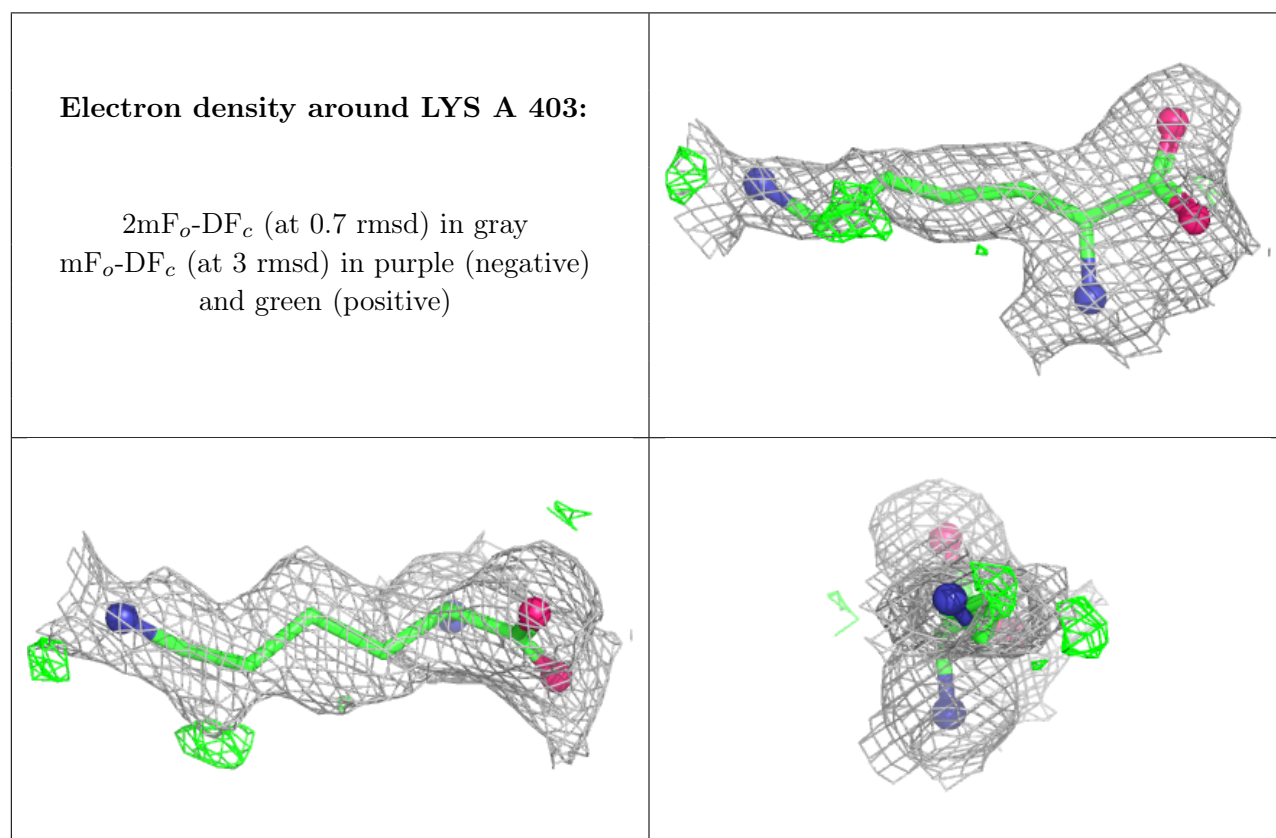 Electron density around LYS A 403:
2mFo-DFc (at 0.7 rmsd) in gray
mFo-DFc (at 3 rmsd) in purple (negative)
and green (positive)